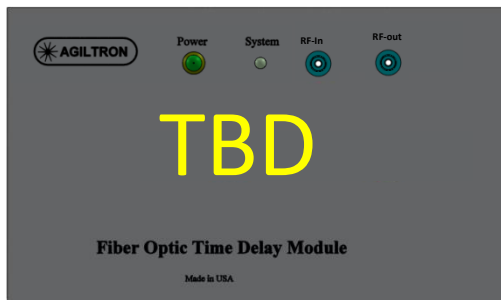 AGILTRON
Power System RF-In RF-out
TBD
Fiber Optic Time Delay Module
Made in USA